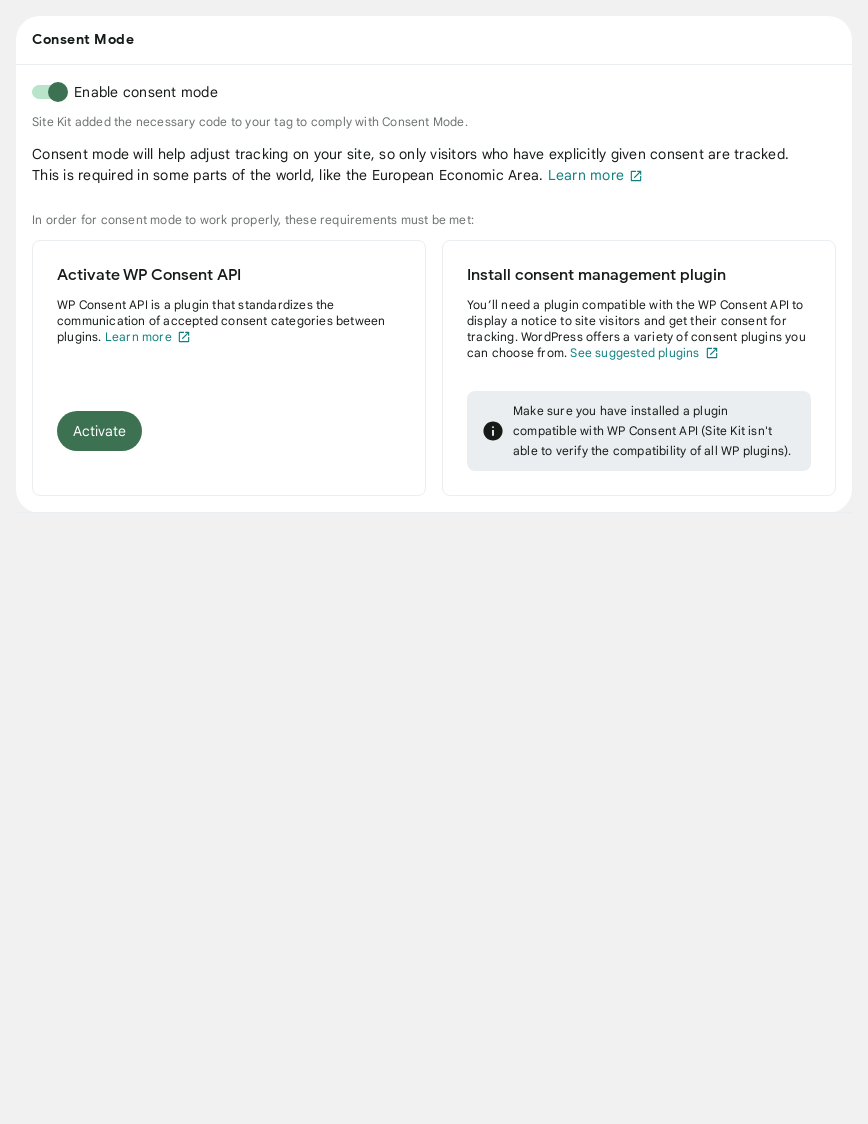 Consent Mode
Enable consent mode
Site Kit added the necessary code to your tag to comply with Consent Mode.
Consent mode will help adjust tracking on your site, so only visitors who have explicitly given consent are tracked.
This is required in some parts of the world, like the European Economic Area. Learn more
In order for consent mode to work properly, these requirements must be met:
Activate WP Consent API
WP Consent API is a plugin that standardizes the
communication of accepted consent categories between
plugins. Learn more
Activate
Install consent management plugin
You’ll need a plugin compatible with the WP Consent API to
display a notice to site visitors and get their consent for
tracking. WordPress offers a variety of consent plugins you
can choose from. See suggested plugins
Make sure you have installed a plugin
compatible with WP Consent API (Site Kit isn't
able to verify the compatibility of all WP plugins).